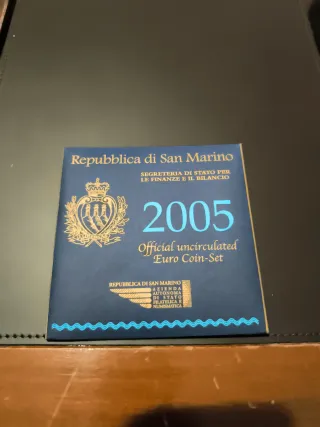 Repubblica di San Marino
SEGRETERIA DI STATO PER
LE FINANZE E IL BILANCIO
2005
Official uncirculated
Euro Coin-Set
REPUBBLICA DI SAN MARINO
AZIENDA
AUTONOMA
DI STATO
FILATELICA E
NUMISMATICA